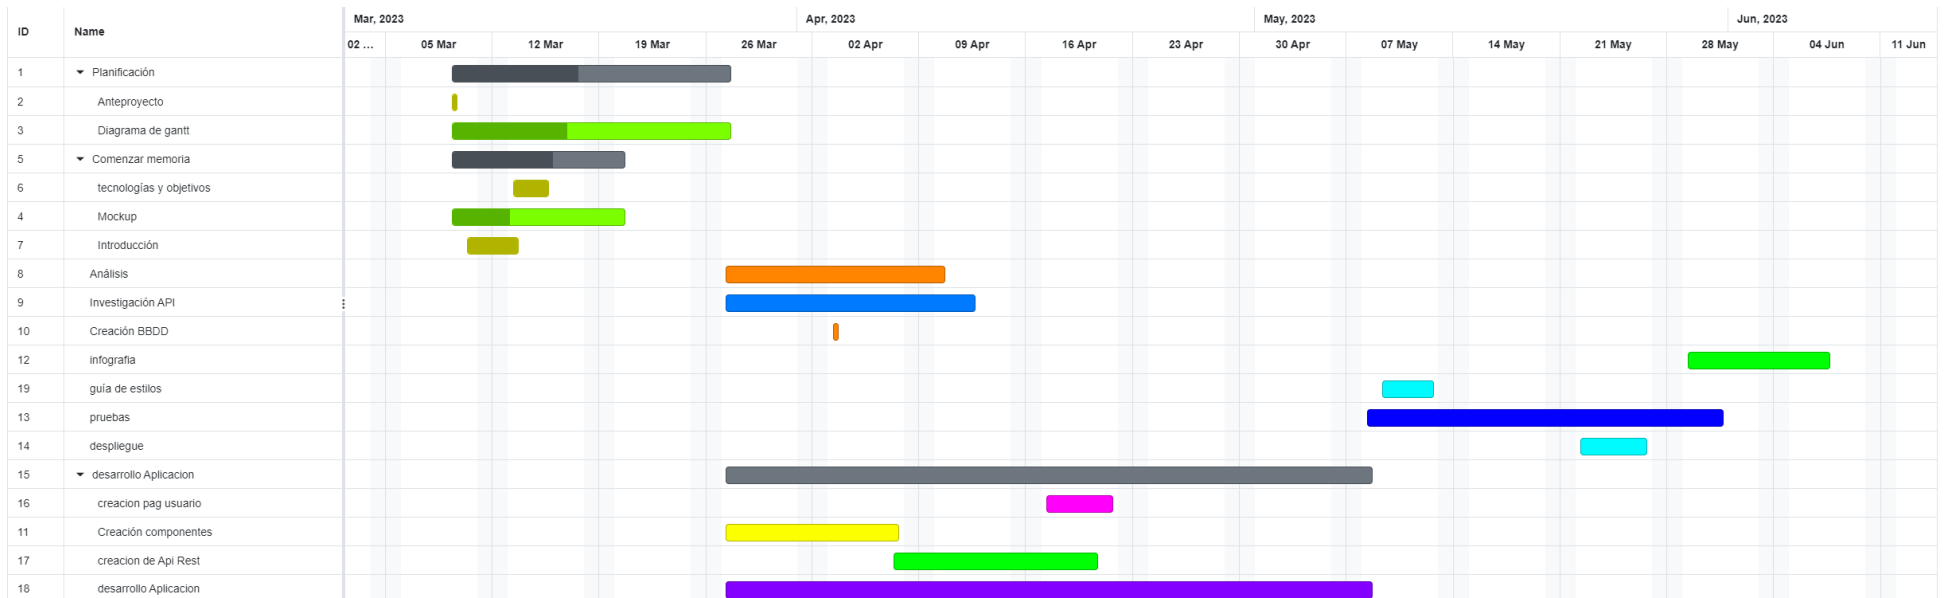 ID Name Mar, 2023 Apr, 2023 May, 2023 Jun, 2023
02 ... 05 Mar 12 Mar 19 Mar 26 Mar 02 Apr 09 Apr 16 Apr 23 Apr 30 Apr 07 May 14 May 21 May 28 May 04 Jun 11 Jun
1 Planificación
2 Anteproyecto
3 Diagrama de gantt
5 Comenzar memoria
6 tecnologías y objetivos
4 Mockup
7 Introducción
8 Análisis
9 Investigación API
10 Creación BBDD
12 infografia
19 guía de estilos
13 pruebas
14 despliegue
15 desarrollo Aplicacion
16 creacion pag usuario
11 Creación componentes
17 creacion de Api Rest
18 desarrollo Aplicacion